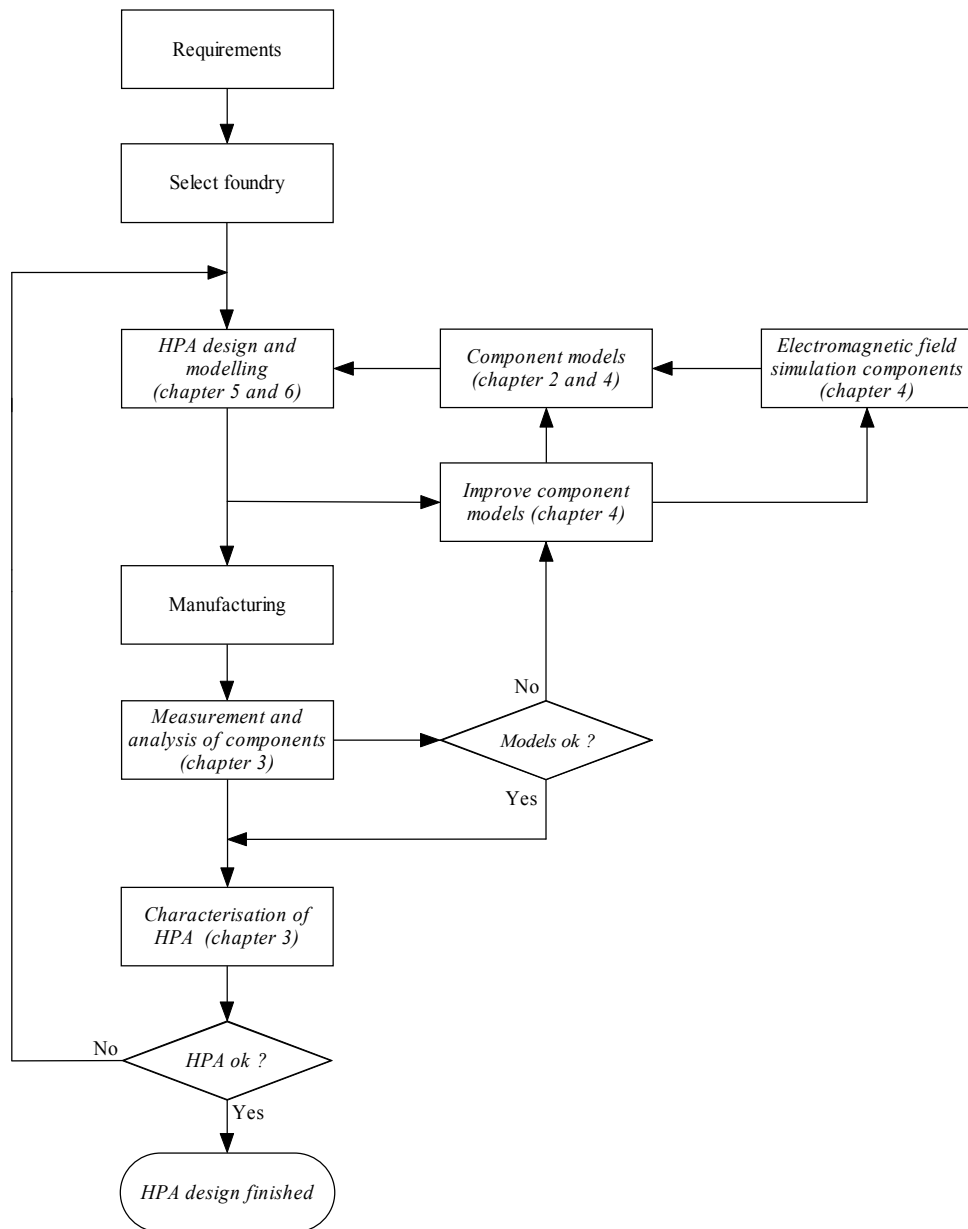 Requirements
Select foundry
HPA design and
modelling
(chapter 5 and 6)
Component models
(chapter 2 and 4)
Electromagnetic field
simulation components
(chapter 4)
Improve component
models (chapter 4)
Manufacturing
No
Measurement and
analysis of components
(chapter 3)
Models ok ?
Yes
Characterisation of
HPA (chapter 3)
No
HPA ok ?
Yes
HPA design finished